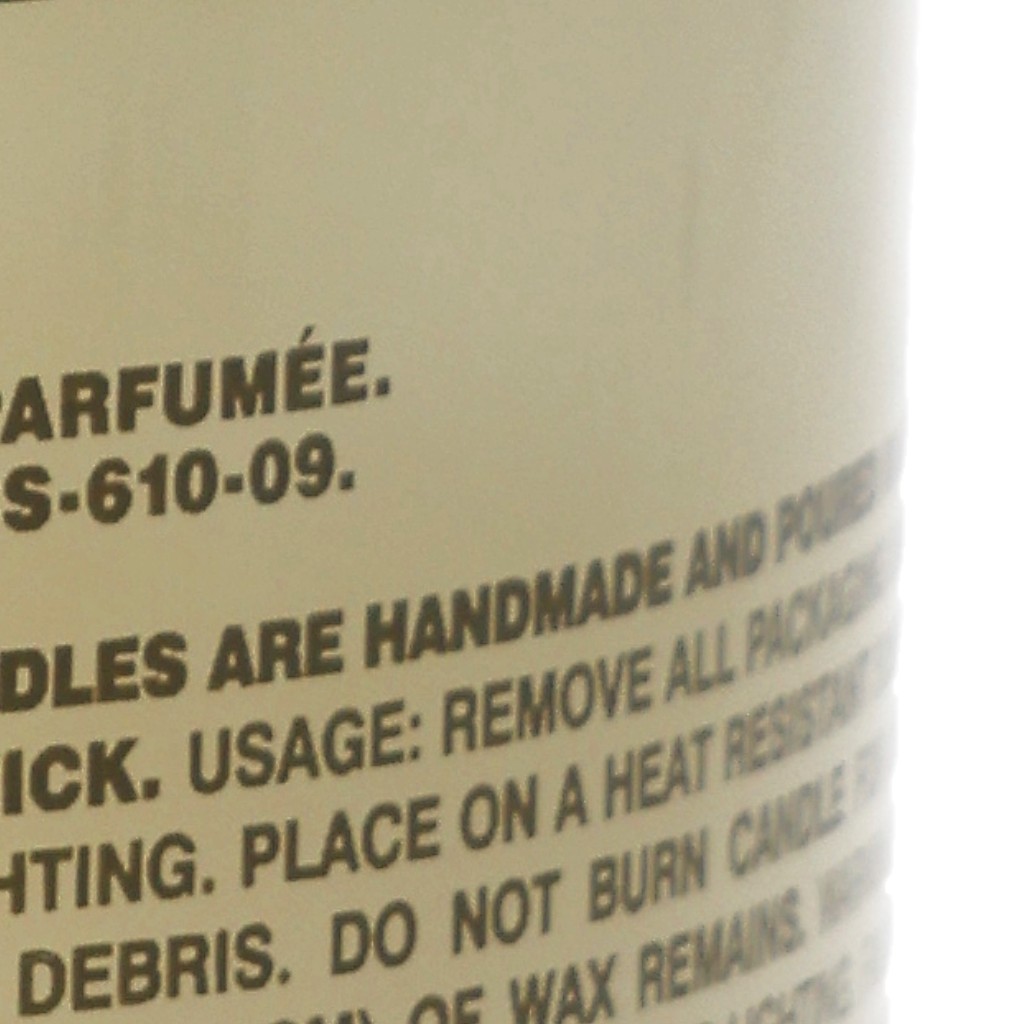 PARFUMÉE.
S-610-09.
DLES ARE HANDMADE AND POURED
ICK. USAGE: REMOVE ALL PACKAGING
HTING. PLACE ON A HEAT RESISTANT
DEBRIS. DO NOT BURN CANDLE
CM) OF WAX REMAINS.